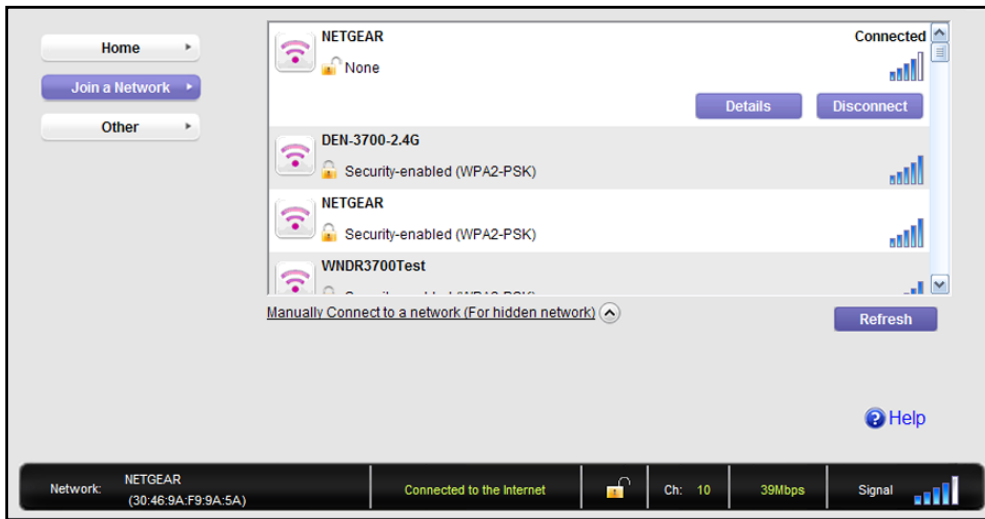 Home
Join a Network
Other
NETGEAR
Connected
None
Details
Disconnect
DEN-3700-2.4G
Security-enabled (WPA2-PSK)
NETGEAR
Security-enabled (WPA2-PSK)
WNDR3700Test
Manually Connect to a network (For hidden network)
Refresh
? Help
Network: NETGEAR
(30:46:9A:F9:9A:5A)
Connected to the Internet
Ch: 10
39Mbps
Signal